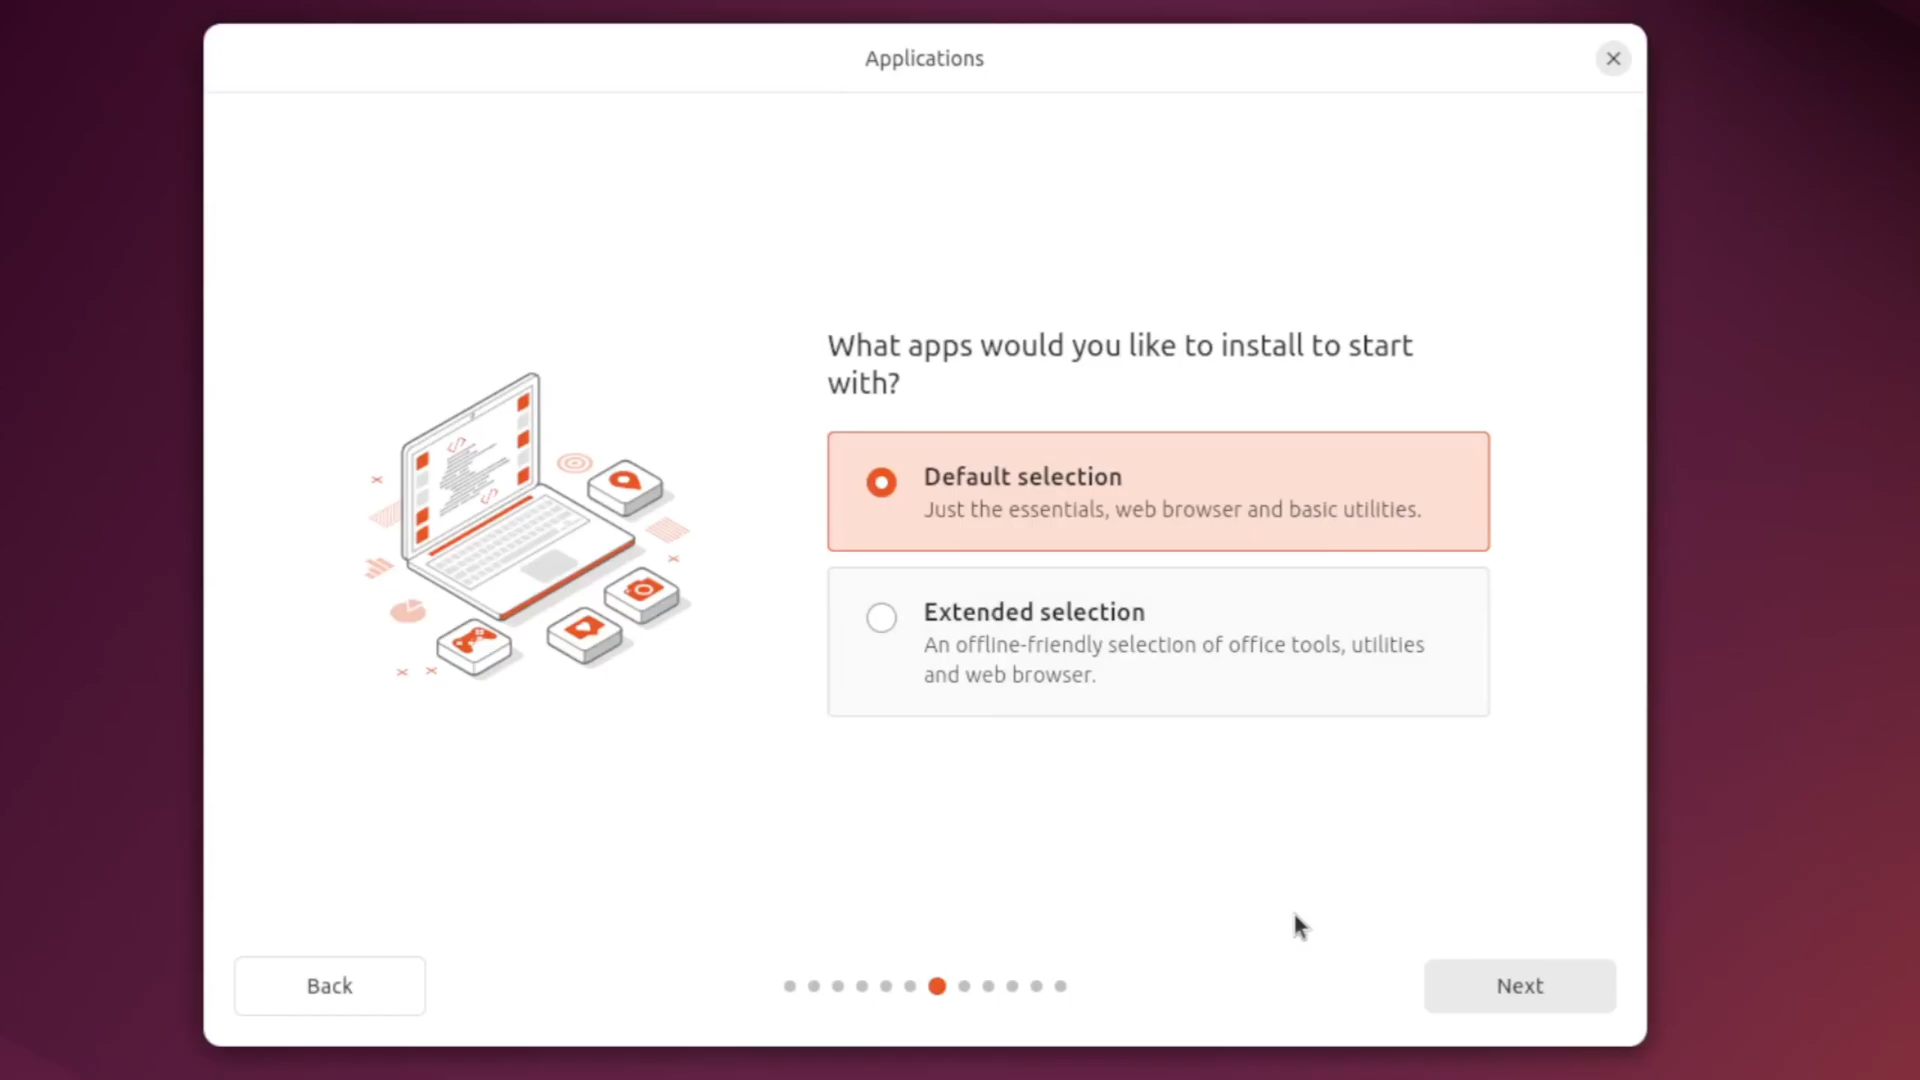 Applications
What apps would you like to install to start
with?
Default selection
Just the essentials, web browser and basic utilities.
Extended selection
An offline-friendly selection of office tools, utilities
and web browser.
Back
Next